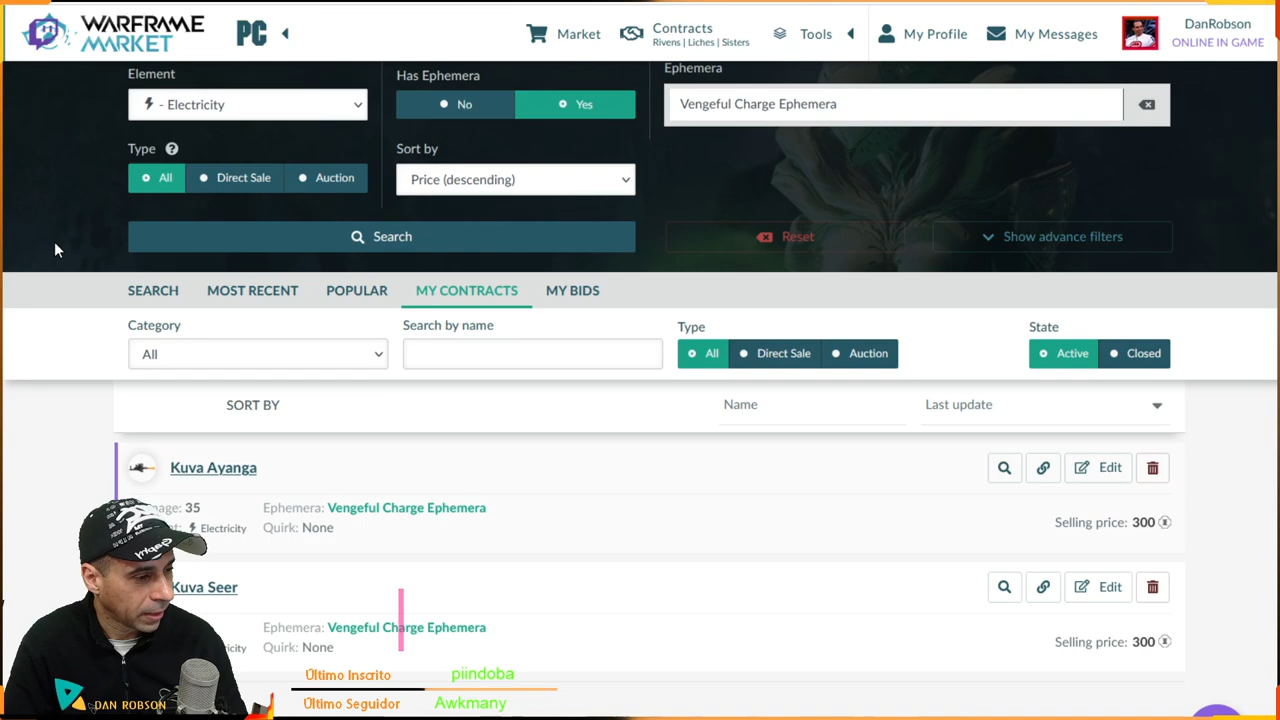 WARFRAME
MARKET
PC
Market
Contracts
Rivens | Liches | Sisters
Tools
My Profile
My Messages
DanRobson
ONLINE IN GAME
Element
- Electricity
Has Ephemera
No
Yes
Ephemera
Vengeful Charge Ephemera
Type
All
Direct Sale
Auction
Sort by
Price (descending)
Search
Reset
Show advance filters
SEARCH
MOST RECENT
POPULAR
MY CONTRACTS
MY BIDS
Category
All
Search by name
Type
All
Direct Sale
Auction
State
Active
Closed
SORT BY
Name
Last update
Kuva Ayanga
Edit
35
Electricity
Ephemera: Vengeful Charge Ephemera
Quirk: None
Selling price: 300
Kuva Seer
Edit
Ephemera: Vengeful Charge Ephemera
Quirk: None
Selling price: 300
Último Inscrito
piindoba
Último Seguidor
Awkmany
DAN ROBSON